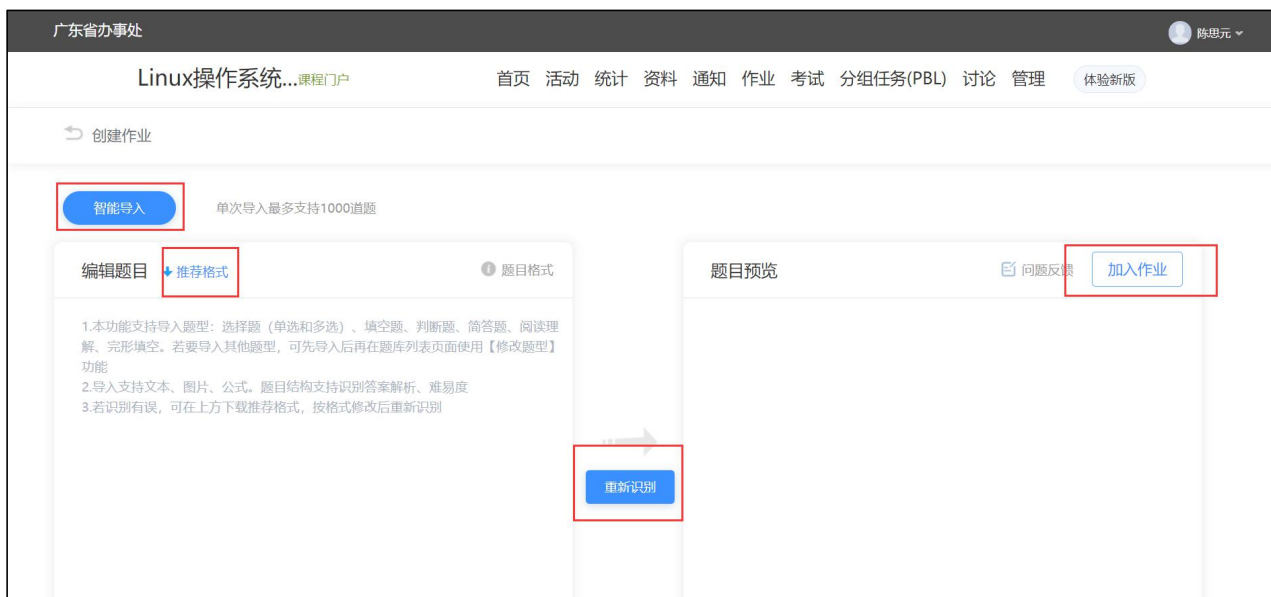 广东省办事处
陈思元
Linux操作系统...课程门户
首页 活动 统计 资料 通知 作业 考试 分组任务(PBL) 讨论 管理 体验新版
创建作业
智能导入 单次导入最多支持1000道题
编辑题目 推荐格式 题目格式
题目预览 问题反馈 加入作业
1.本功能支持导入题型：选择题（单选和多选）、填空题、判断题、简答题、阅读理
解、完形填空。若要导入其他题型，可先导入后再在题库列表页面使用【修改题型】
功能
2.导入支持文本、图片、公式。题目结构支持识别答案解析、难易度
3.若识别有误，可在上方下载推荐格式，按格式修改后重新识别
重新识别